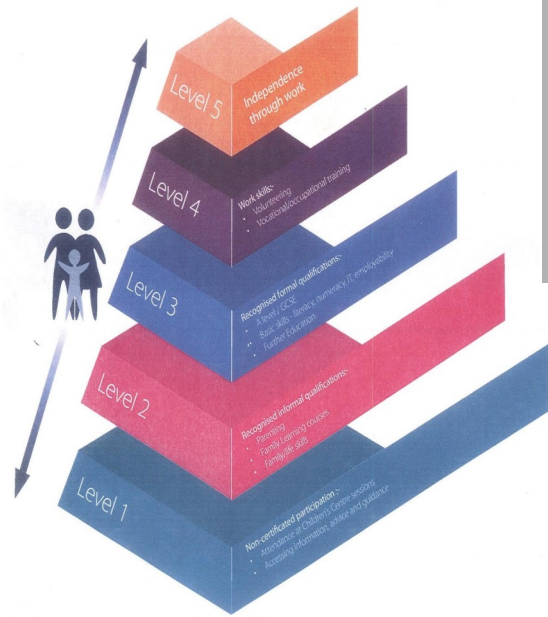 Level 5
Independence
through work
Level 4
Work skills:-
• Volunteering
• Vocational/occupational training
Level 3
Recognised formal qualifications:-
• A level / GCSE
• Basic skills - literacy, numeracy, IT, employability
• Further Education
Level 2
Recognised informal qualifications:-
• Parenting
• Family Learning courses
• Family/life skills
Level 1
Non-certificated participation :-
• Attendance at Children's Centre sessions
• Accessing information, advice and guidance